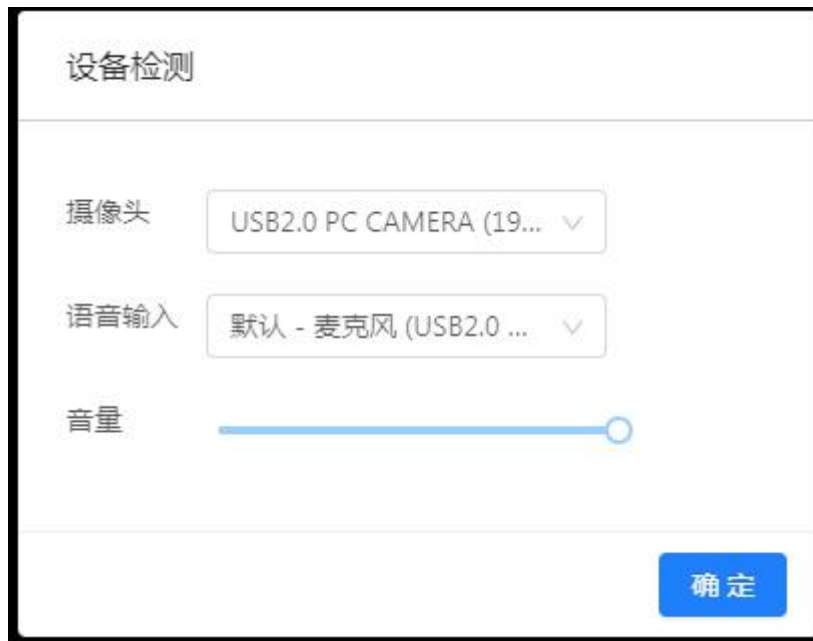 设备检测
摄像头
USB2.0 PC CAMERA (19...
语音输入
默认 - 麦克风 (USB2.0 ...
音量
确 定